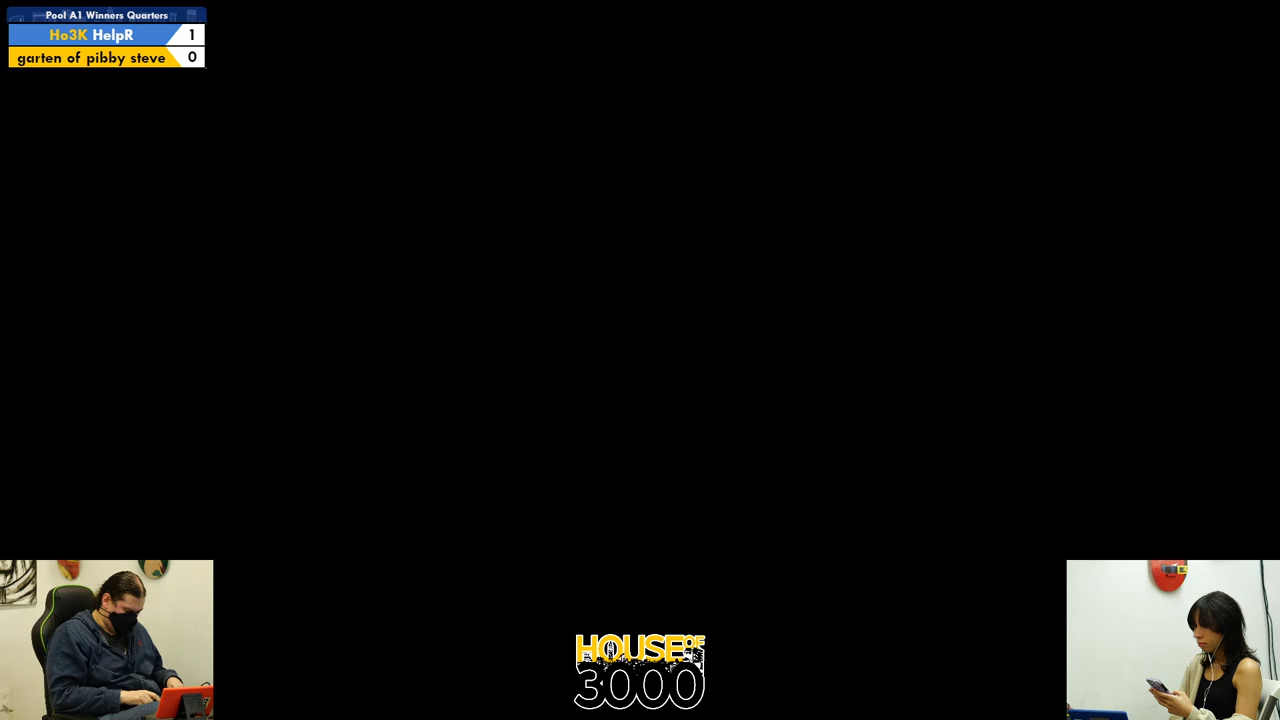 Pool A1 Winners Quarters
Ho3K HelpR 1
garten of pibby steve 0
HOUSE OF
3000